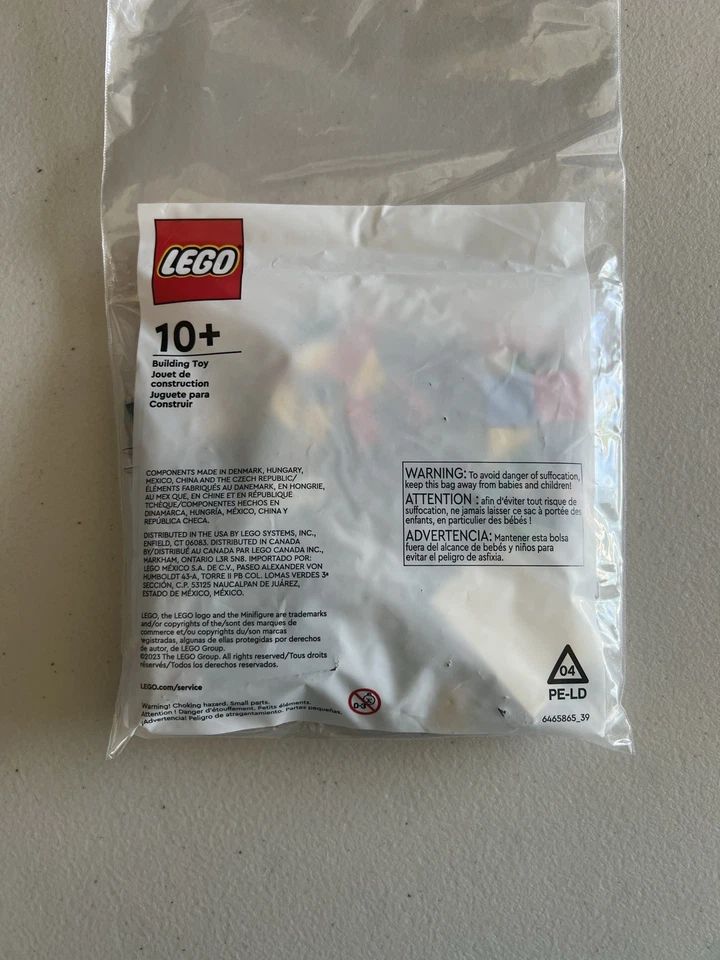 LEGO
10+
Building Toy
Jouet de
construction
Juguete para
Construir
COMPONENTS MADE IN DENMARK, HUNGARY,
MEXICO, CHINA AND THE CZECH REPUBLIC/
ÉLÉMENTS FABRIQUÉS AU DANEMARK, EN HONGRIE,
AU MEXIQUE, EN CHINE ET EN RÉPUBLIQUE
TCHÈQUE/COMPONENTES HECHOS EN
DINAMARCA, HUNGRÍA, MÉXICO, CHINA Y
REPÚBLICA CHECA.
DISTRIBUTED IN THE USA BY LEGO SYSTEMS, INC.,
ENFIELD, CT 06083. DISTRIBUTED IN CANADA
BY/DISTRIBUÉ AU CANADA PAR LEGO CANADA INC.,
MARKHAM, ONTARIO L3R 5N8. IMPORTADO POR:
LEGO MÉXICO S.A. DE C.V., PASEO ALEXANDER VON
HUMBOLDT 43-A, TORRE II PB COL. LOMAS VERDES 3ª
SECCIÓN, C.P. 53125 NAUCALPAN DE JUÁREZ,
ESTADO DE MÉXICO, MÉXICO.
LEGO, the LEGO logo and the Minifigure are trademarks
and/or copyrights of the/sont des marques de
commerce et/ou copyrights du/son marcas
registradas, algunas de ellas protegidas por derechos
de autor, de LEGO Group.
©2023 The LEGO Group. All rights reserved/Tous droits
réservés/Todos los derechos reservados.
LEGO.com/service
Warning! Choking hazard. Small parts.
Attention ! Danger d'étouffement. Petits éléments.
¡Advertencia! Peligro de atragantamiento. Partes pequeñas.
0-3
WARNING: To avoid danger of suffocation,
keep this bag away from babies and children!
ATTENTION : afin d'éviter tout risque de
suffocation, ne jamais laisser ce sac à portée des
enfants, en particulier des bébés !
ADVERTENCIA: Mantener esta bolsa
fuera del alcance de bebés y niños para
evitar el peligro de asfixia.
04
PE-LD
6465865_39